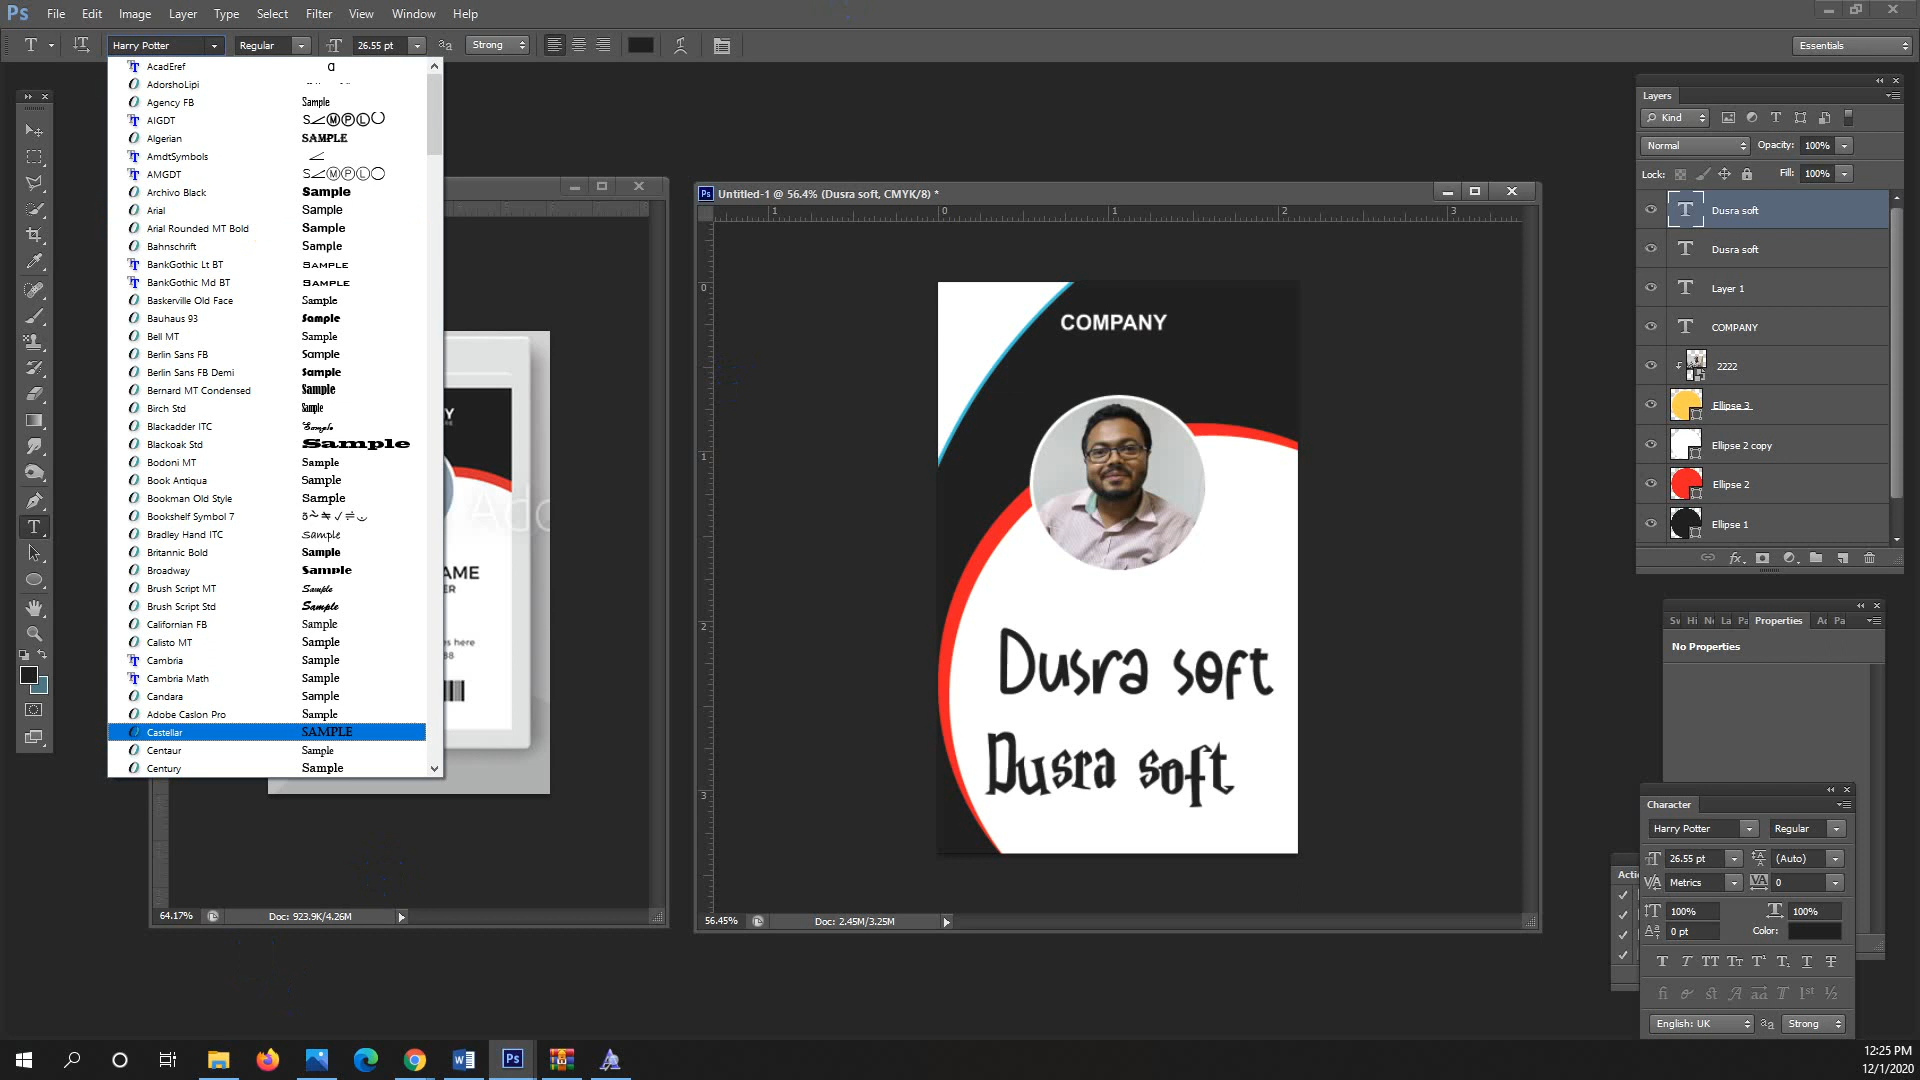 Ps File Edit Image Layer Type Select Filter View Window Help
T Harry Potter Regular 26.55 pt Strong Essentials
AcadEref a
AdorshoLipi
Agency FB Sample
AIGDT
Algerian SAMPLE
AmdtSymbols
AMGDT
Archivo Black Sample
Arial Sample
Arial Rounded MT Bold Sample
Bahnschrift Sample
BankGothic Lt BT Sample
BankGothic Md BT Sample
Baskerville Old Face Sample
Bauhaus 93 Sample
Bell MT Sample
Berlin Sans FB Sample
Berlin Sans FB Demi Sample
Bernard MT Condensed Sample
Birch Std Sample
Blackadder ITC Sample
Blackoak Std Sample
Bodoni MT Sample
Book Antiqua Sample
Bookman Old Style Sample
Bookshelf Symbol 7
Bradley Hand ITC Sample
Britannic Bold Sample
Broadway Sample
Brush Script MT Sample
Brush Script Std Sample
Californian FB Sample
Calisto MT Sample
Cambria Sample
Cambria Math Sample
Candara Sample
Adobe Caslon Pro Sample
Castellar SAMPLE
Centaur Sample
Century Sample
64.17% Doc: 923.9K/4.26M
Untitled-1 @ 56.4% (Dusra soft, CMYK/8) *
1 0 1 2 3
0
1
2
3
COMPANY
Dusra soft
Dusra soft
56.45% Doc: 2.45M/3.25M
Layers
Kind
Normal Opacity: 100%
Lock: Fill: 100%
Dusra soft
Dusra soft
Layer 1
COMPANY
2222
Ellipse 3
Ellipse 2 copy
Ellipse 2
Ellipse 1
Properties
No Properties
Character
Harry Potter Regular
26.55 pt (Auto)
Metrics 0
100% 100%
0 pt Color:
English: UK Strong
12:25 PM
12/1/2020